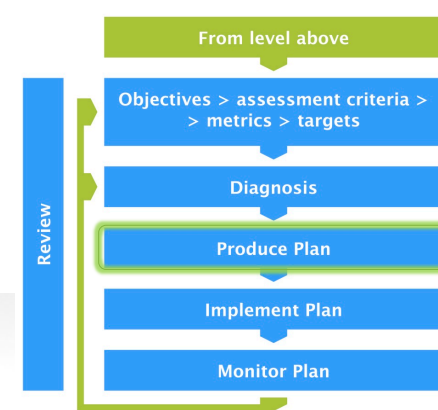 From level above
Objectives > assessment criteria >
> metrics > targets
Diagnosis
Review
Produce Plan
Implement Plan
Monitor Plan